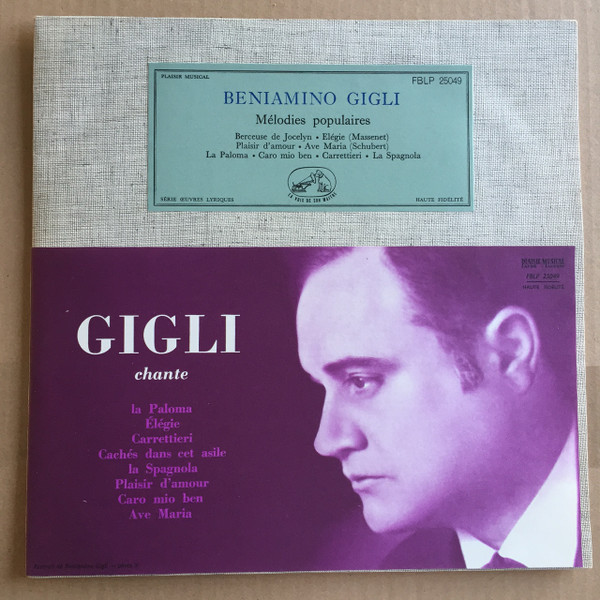 PLAISIR MUSICAL
FBLP 25049
BENIAMINO GIGLI
Mélodies populaires
Berceuse de Jocelyn • Elégie (Massenet)
Plaisir d'amour • Ave Maria (Schubert)
La Paloma • Caro mio ben • Carrettieri • La Spagnola
LA VOIX DE SON MAITRE
SÉRIE ŒUVRES LYRIQUES
HAUTE FIDÉLITÉ
PLAISIR MUSICAL
FBLP 25049
HAUTE FIDÉLITÉ
GIGLI
chante
la Paloma
Élégie
Carrettieri
Cachés dans cet asile
la Spagnola
Plaisir d'amour
Caro mio ben
Ave Maria